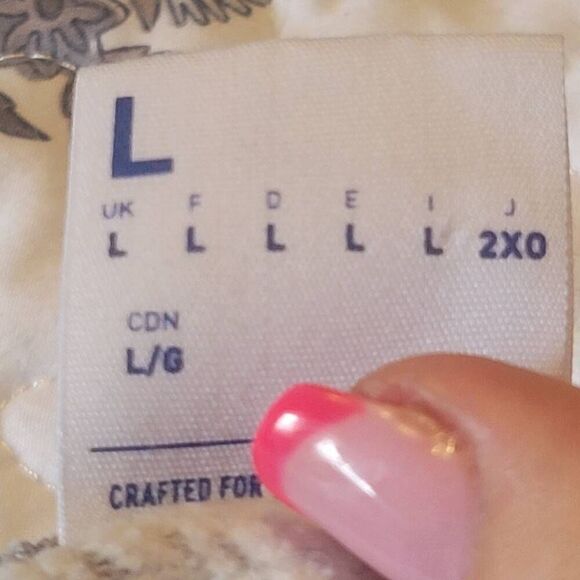 L
UK F D E I J
L L L L L 2XO
CDN
L/G
CRAFTED FOR